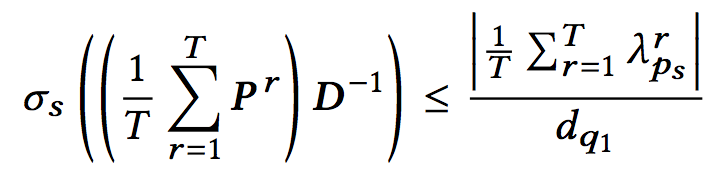 σ_s ( ( (1/T) ∑_{r=1}^{T} P^r ) D^{-1} ) ≤ | (1/T) ∑_{r=1}^{T} λ_{p_s}^r | / d_{q_1}